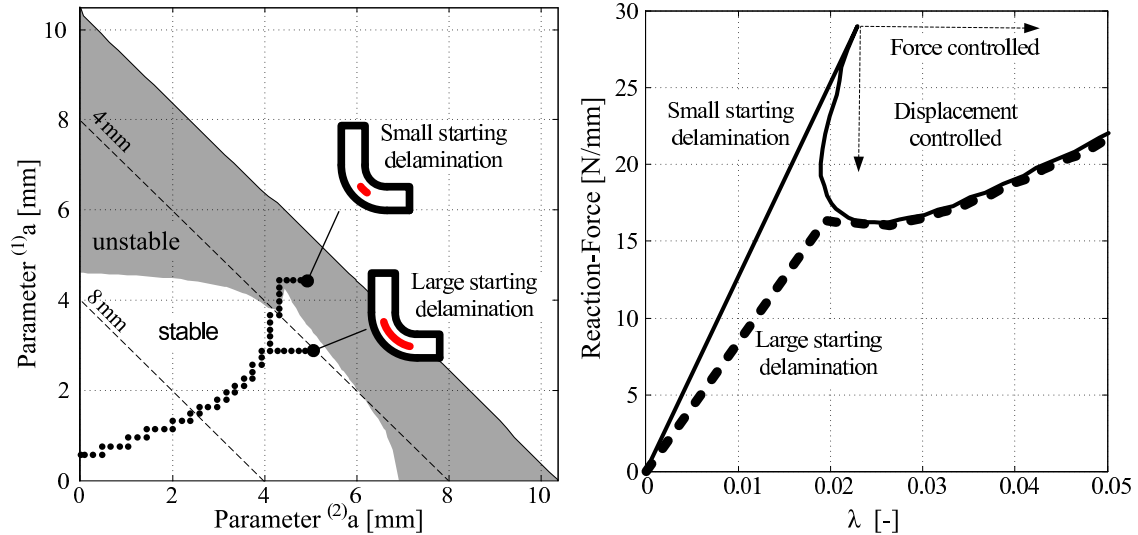 10
8
6
4
2
0
Parameter ⁽¹⁾a [mm]
4 mm
8 mm
unstable
stable
Small starting
delamination
Large starting
delamination
0
2
4
6
8
10
Parameter ⁽²⁾a [mm]
30
25
20
15
10
5
0
Reaction-Force [N/mm]
Force controlled
Small starting
delamination
Displacement
controlled
Large starting
delamination
0
0.01
0.02
0.03
0.04
0.05
λ [-]